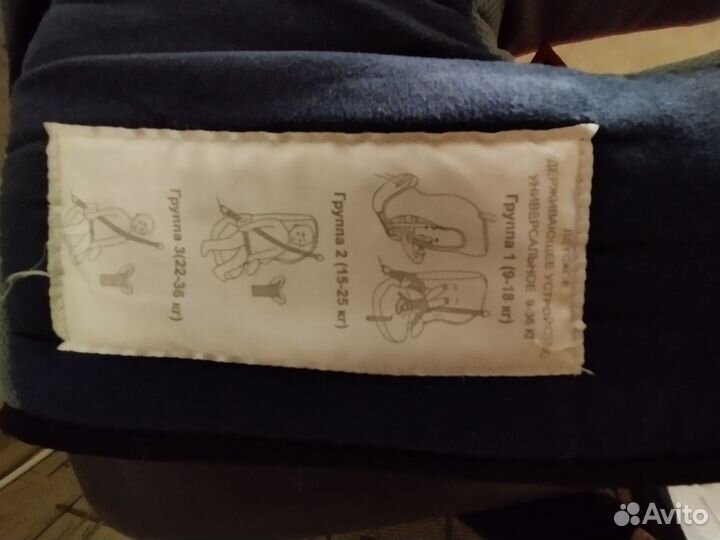 ДЕТСКОЕ
УДЕРЖИВАЮЩЕЕ УСТРОЙСТВО
УНИВЕРСАЛЬНОЕ 9-36 КГ
Группа 1 (9-18 кг)
Группа 2 (15-25 кг)
Группа 3(22-36 кг)
Avito